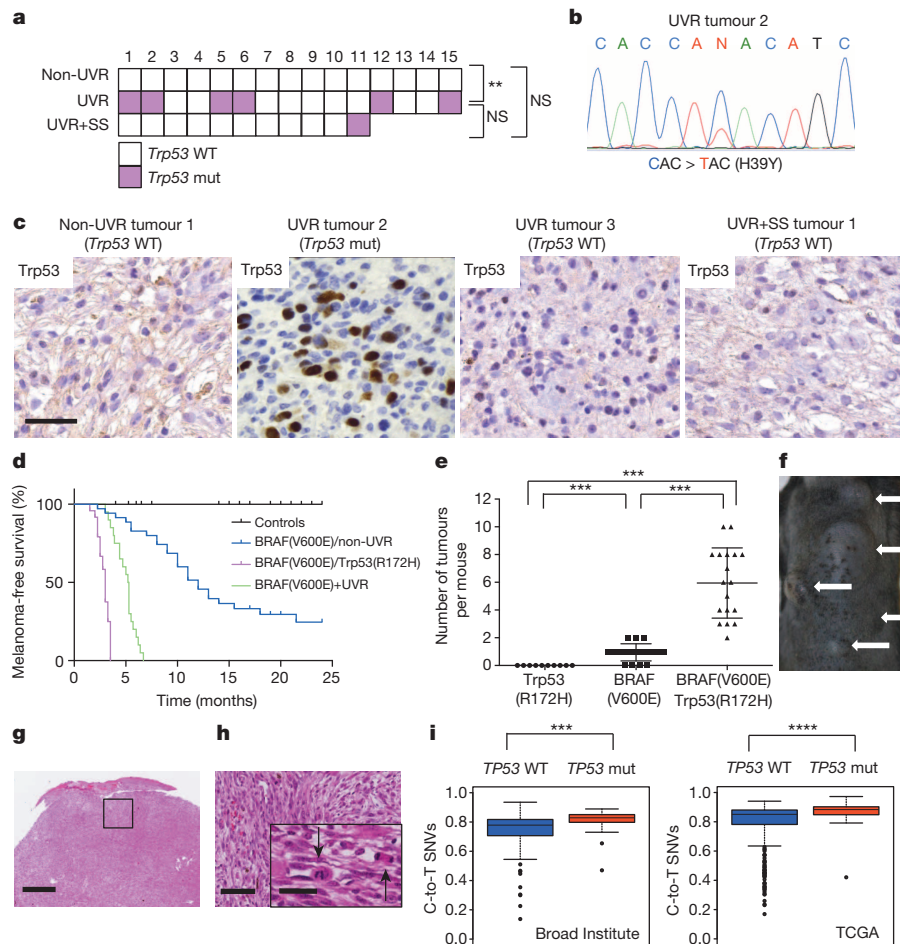 a
1 2 3 4 5 6 7 8 9 10 11 12 13 14 15
Non-UVR
UVR
UVR+SS
**
NS
NS
Trp53 WT
Trp53 mut
b
UVR tumour 2
C A C C A N A C A T C
CAC > TAC (H39Y)
c
Non-UVR tumour 1
(Trp53 WT)
UVR tumour 2
(Trp53 mut)
UVR tumour 3
(Trp53 WT)
UVR+SS tumour 1
(Trp53 WT)
Trp53
Trp53
Trp53
Trp53
d
Melanoma-free survival (%)
100
50
0
0 5 10 15 20 25
Time (months)
Controls
BRAF(V600E)/non-UVR
BRAF(V600E)/Trp53(R172H)
BRAF(V600E)+UVR
e
Number of tumours
per mouse
12
10
8
6
4
2
0
***
***
***
Trp53
(R172H)
BRAF
(V600E)
BRAF(V600E)
Trp53(R172H)
f
g
h
i
***
TP53 WT
TP53 mut
C-to-T SNVs
1.0
0.8
0.6
0.4
0.2
0.0
Broad Institute
****
TP53 WT
TP53 mut
C-to-T SNVs
1.0
0.8
0.6
0.4
0.2
0.0
TCGA